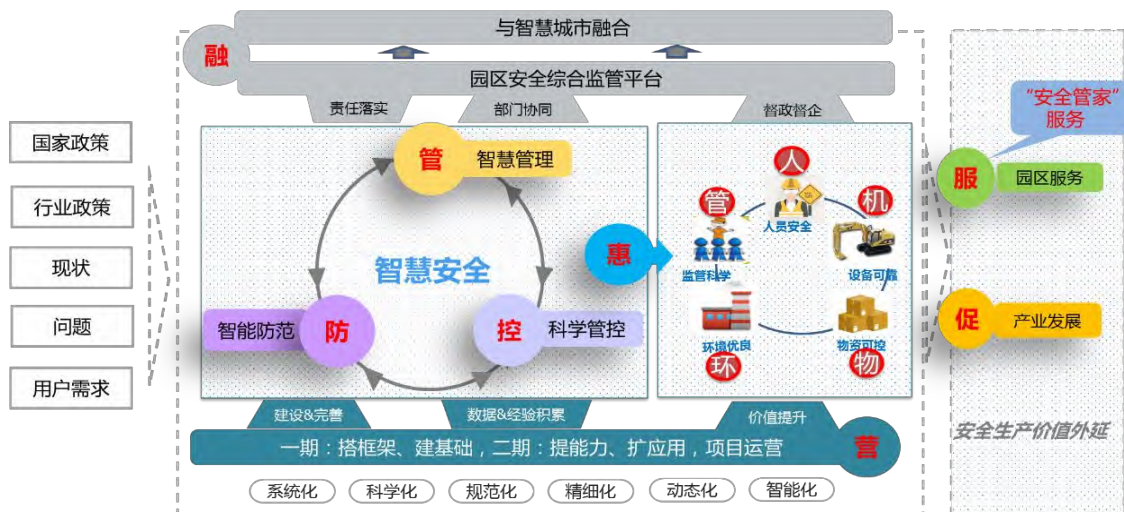 与智慧城市融合
融
园区安全综合监管平台
责任落实
部门协同
督政督企
国家政策
行业政策
现状
问题
用户需求
管
智慧管理
智慧安全
智能防范
防
控
科学管控
惠
人
人员安全
管
监管科学
机
设备可靠
环境优良
环
物资可控
物
“安全管家”
服务
服
园区服务
促
产业发展
安全生产价值外延
建设&完善
数据&经验积累
价值提升
一期：搭框架、建基础，二期：提能力、扩应用，项目运营
营
系统化
科学化
规范化
精细化
动态化
智能化